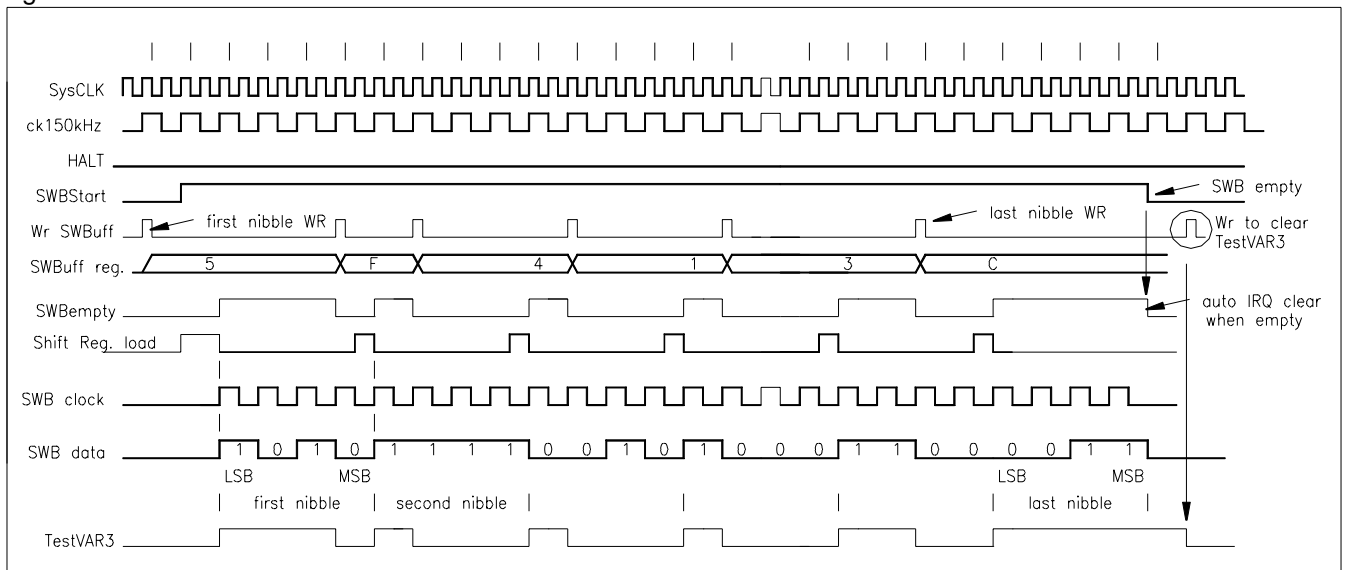 SysCLK
ck150kHz
HALT
SWBStart
SWB empty
first nibble WR
last nibble WR
Wr SWBuff
Wr to clear
TestVAR3
SWBuff reg. 5 F 4 1 3 C
SWBempty
auto IRQ clear
when empty
Shift Reg. load
SWB clock
SWB data 1 0 1 0 1 1 1 1 0 0 1 0 1 0 0 0 1 1 0 0 0 0 1 1
LSB MSB LSB MSB
first nibble second nibble last nibble
TestVAR3